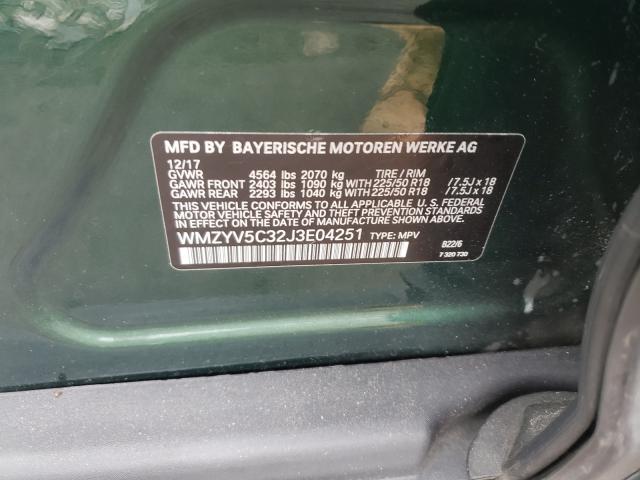 MFD BY BAYERISCHE MOTOREN WERKE AG
12/17
GVWR 4564 lbs 2070 kg TIRE / RIM
GAWR FRONT 2403 lbs 1090 kg WITH 225/50 R18 /7.5J x 18
GAWR REAR 2293 lbs 1040 kg WITH 225/50 R18 /7.5J x 18
THIS VEHICLE CONFORMS TO ALL APPLICABLE U.S. FEDERAL
MOTOR VEHICLE SAFETY, BUMPER, AND THEFT PREVENTION
STANDARDS IN EFFECT ON THE DATE OF MANUFACTURE SHOWN ABOVE.
WMZYV5C32J3E04251 TYPE: MPV B22/6
7 320 730